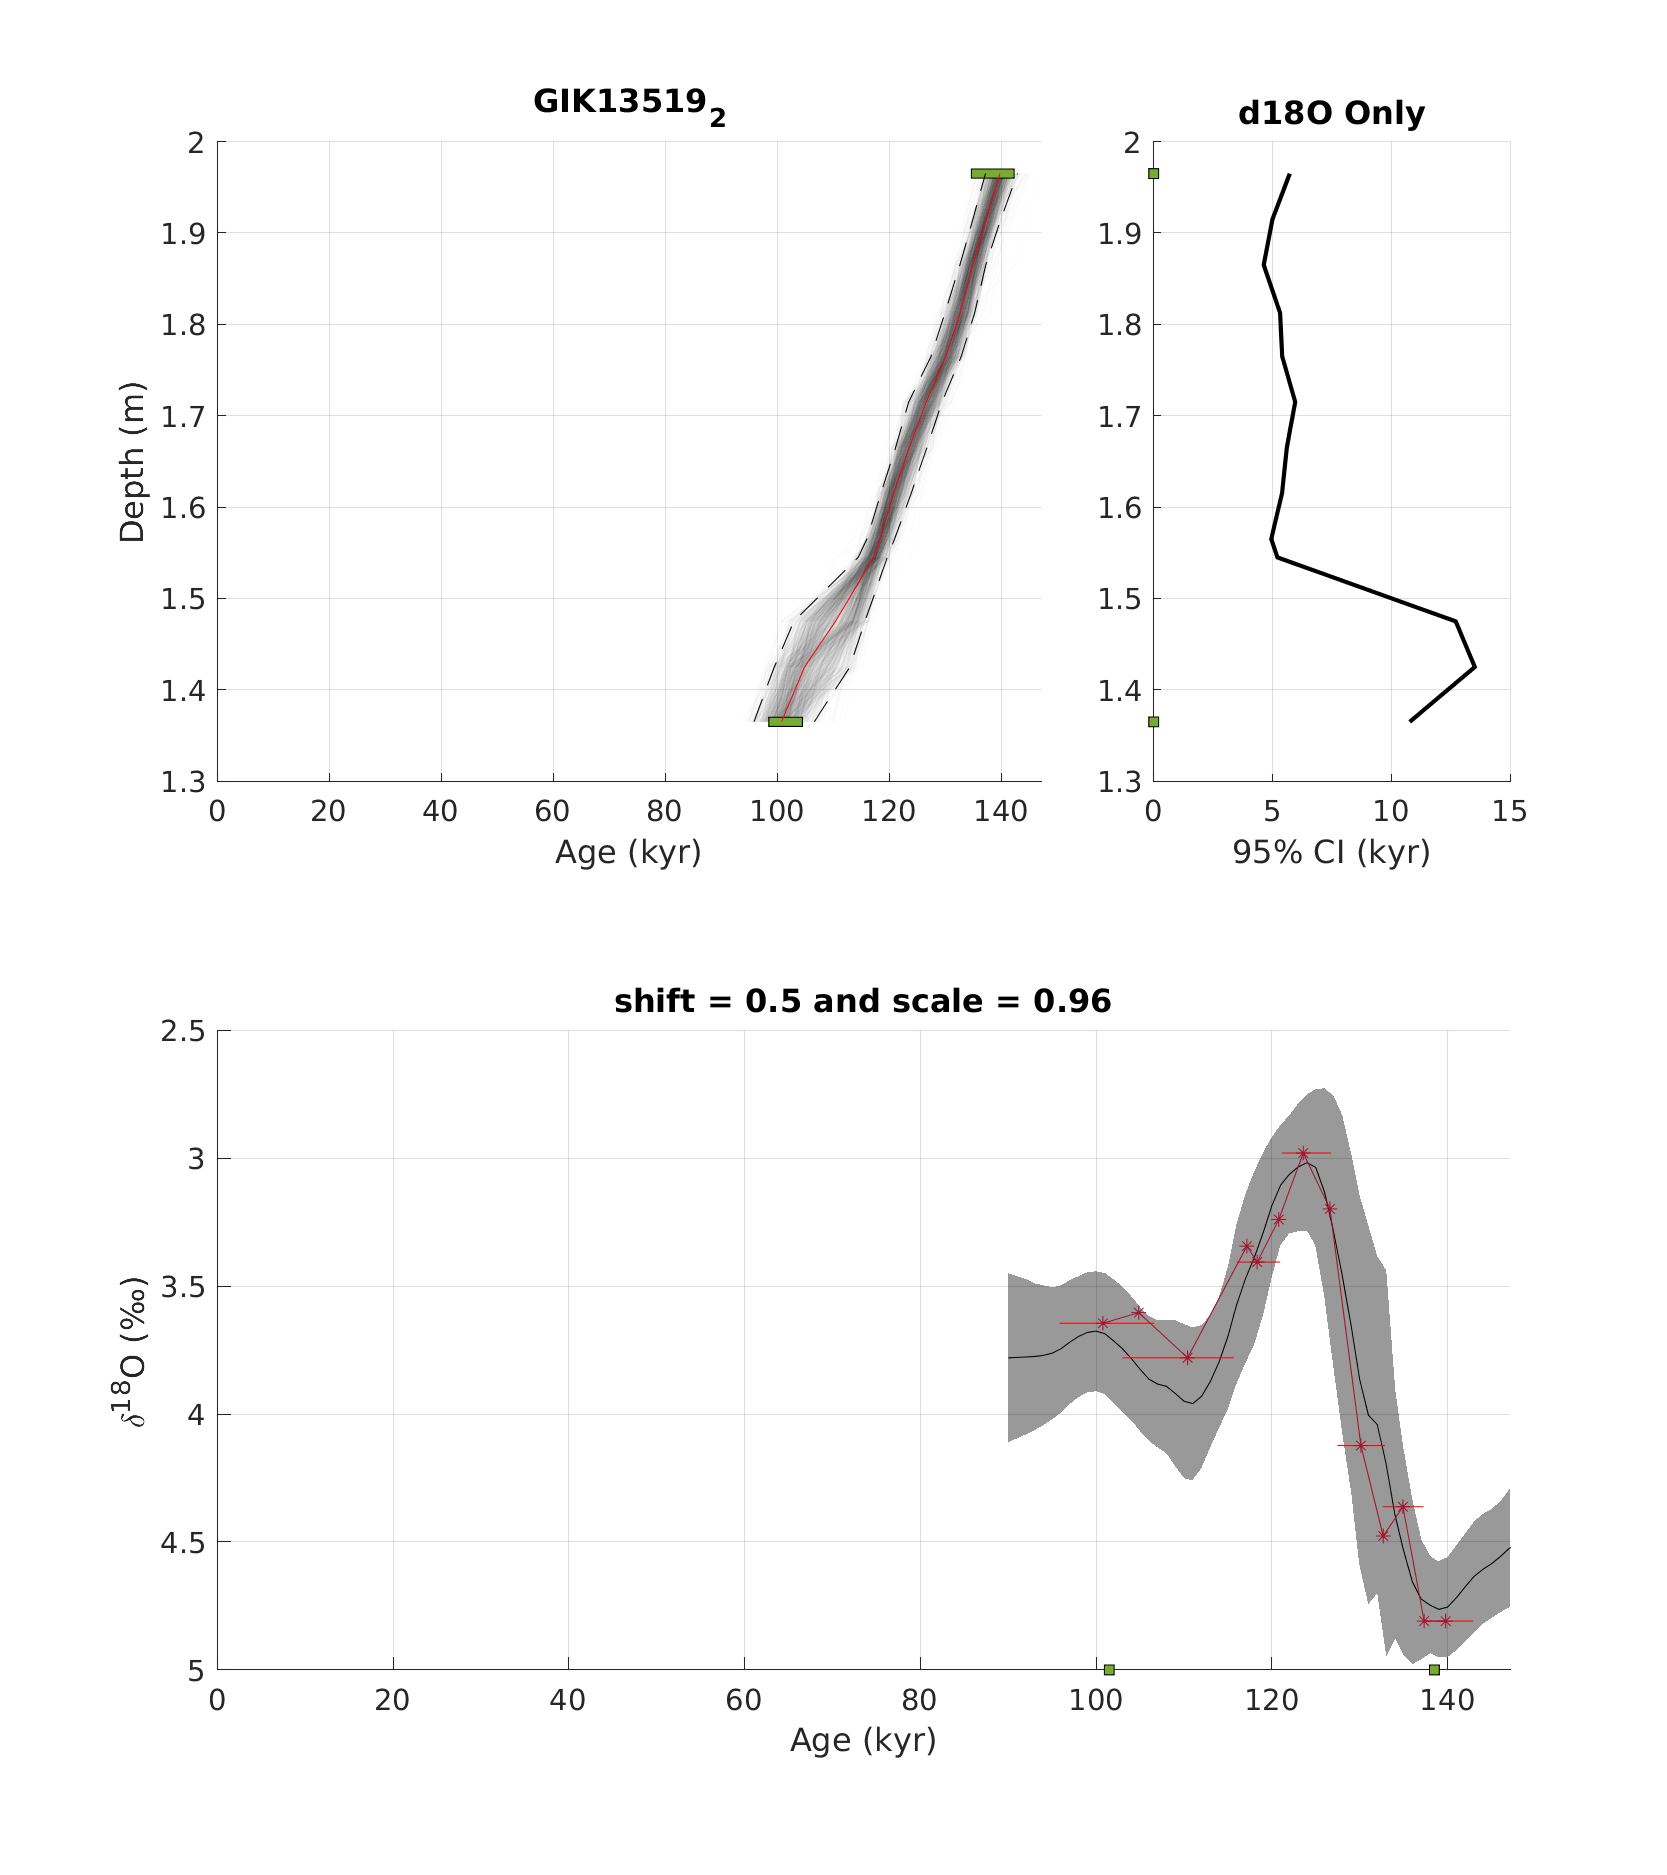 GIK13519₂
d18O Only
2
1.9
1.8
1.7
1.6
1.5
1.4
1.3
Depth (m)
0 20 40 60 80 100 120 140
Age (kyr)
2
1.9
1.8
1.7
1.6
1.5
1.4
1.3
0 5 10 15
95% CI (kyr)
shift = 0.5 and scale = 0.96
2.5
3
3.5
4
4.5
5
δ¹⁸O (‰)
0 20 40 60 80 100 120 140
Age (kyr)